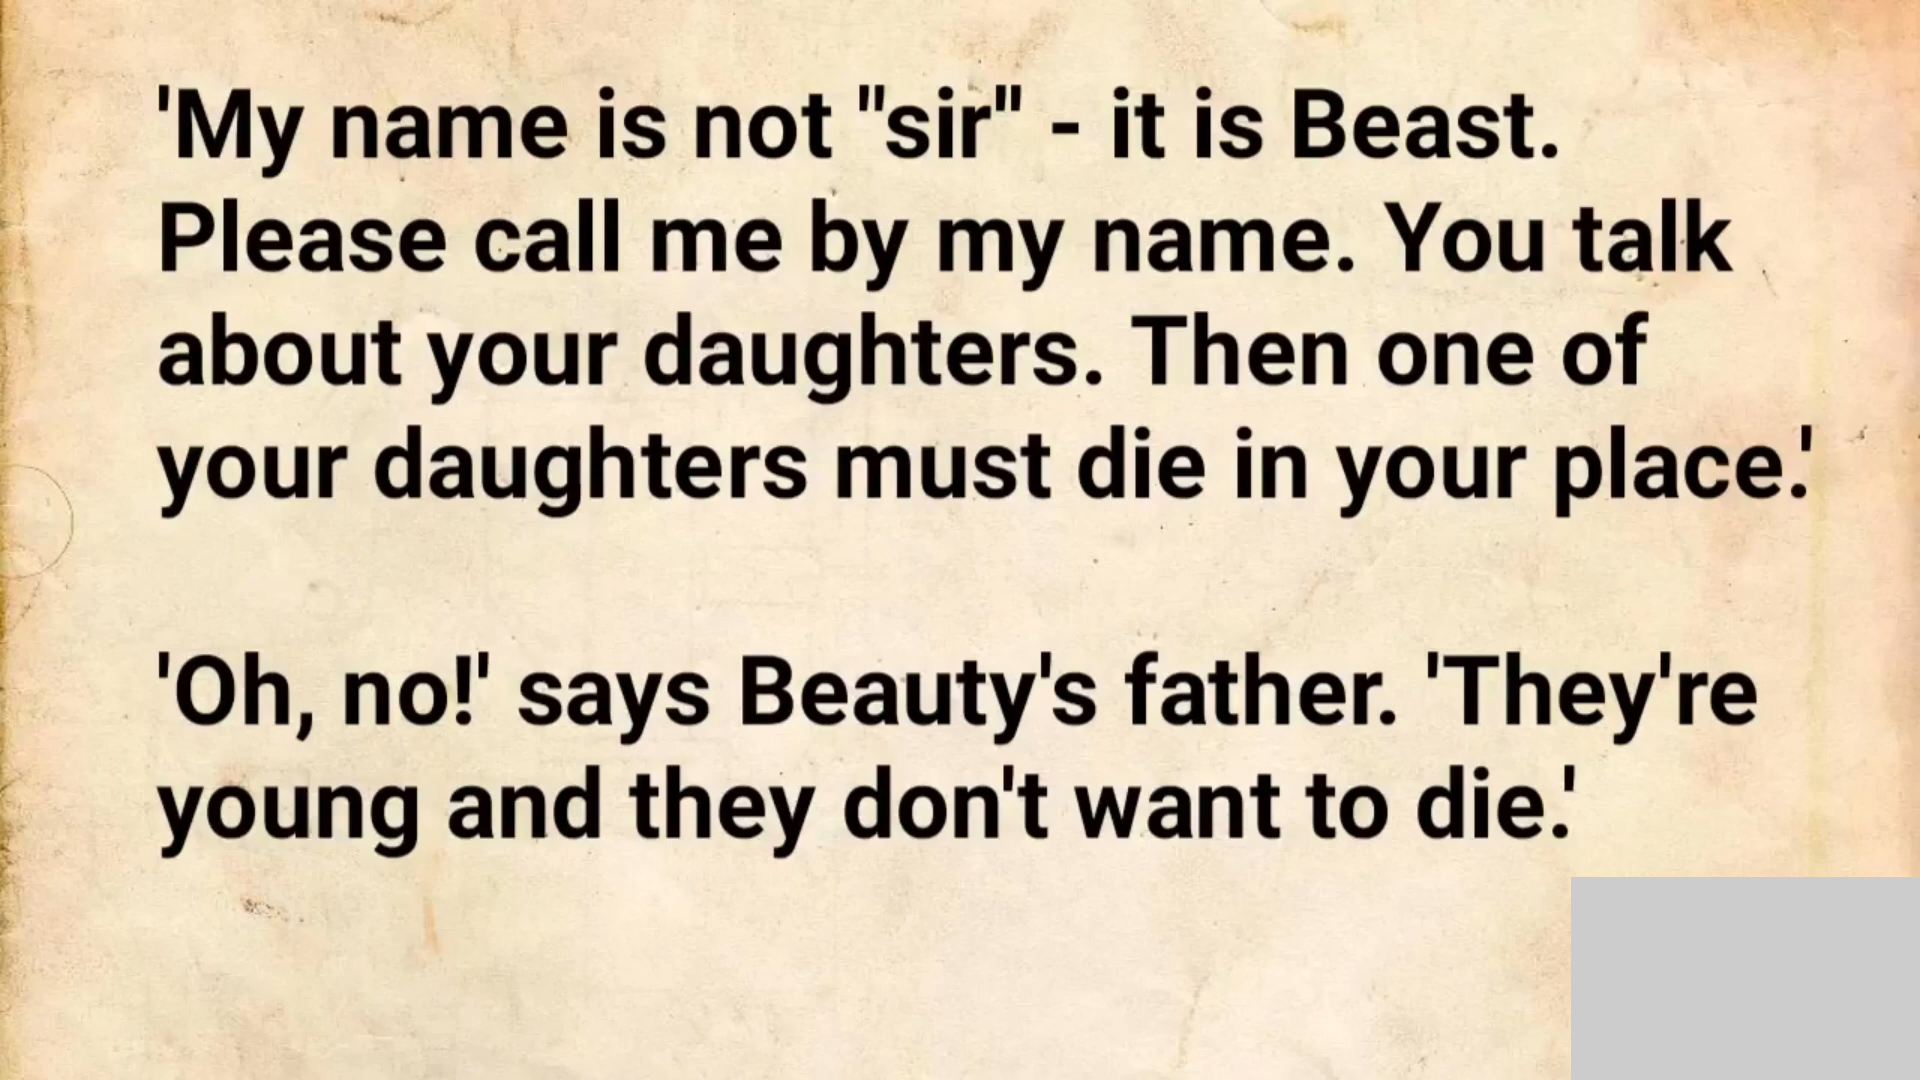 'My name is not "sir" - it is Beast.
Please call me by my name. You talk
about your daughters. Then one of
your daughters must die in your place.'
'Oh, no!' says Beauty's father. 'They're
young and they don't want to die.'